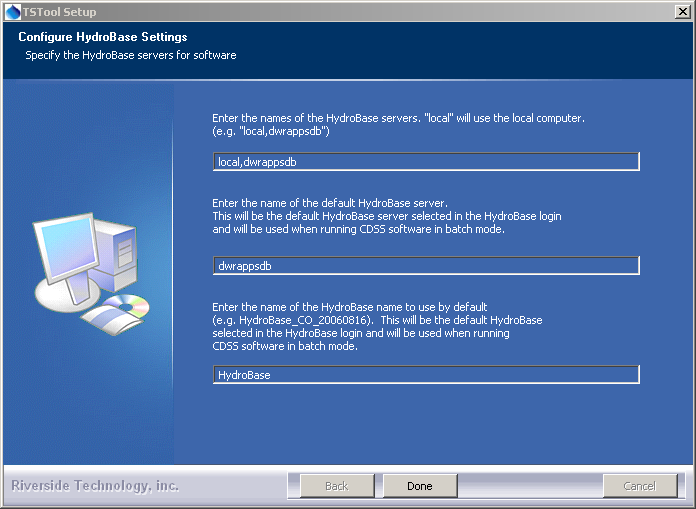 TSTool Setup
Configure HydroBase Settings
Specify the HydroBase servers for software
Enter the names of the HydroBase servers. "local" will use the local computer.
(e.g. "local,dwrappsdb")
local,dwrappsdb
Enter the name of the default HydroBase server.
This will be the default HydroBase server selected in the HydroBase login
and will be used when running CDSS software in batch mode.
dwrappsdb
Enter the name of the HydroBase name to use by default
(e.g. HydroBase_CO_20060816). This will be the default HydroBase
selected in the HydroBase login and will be used when running
CDSS software in batch mode.
HydroBase
Riverside Technology, inc.
Back
Done
Cancel